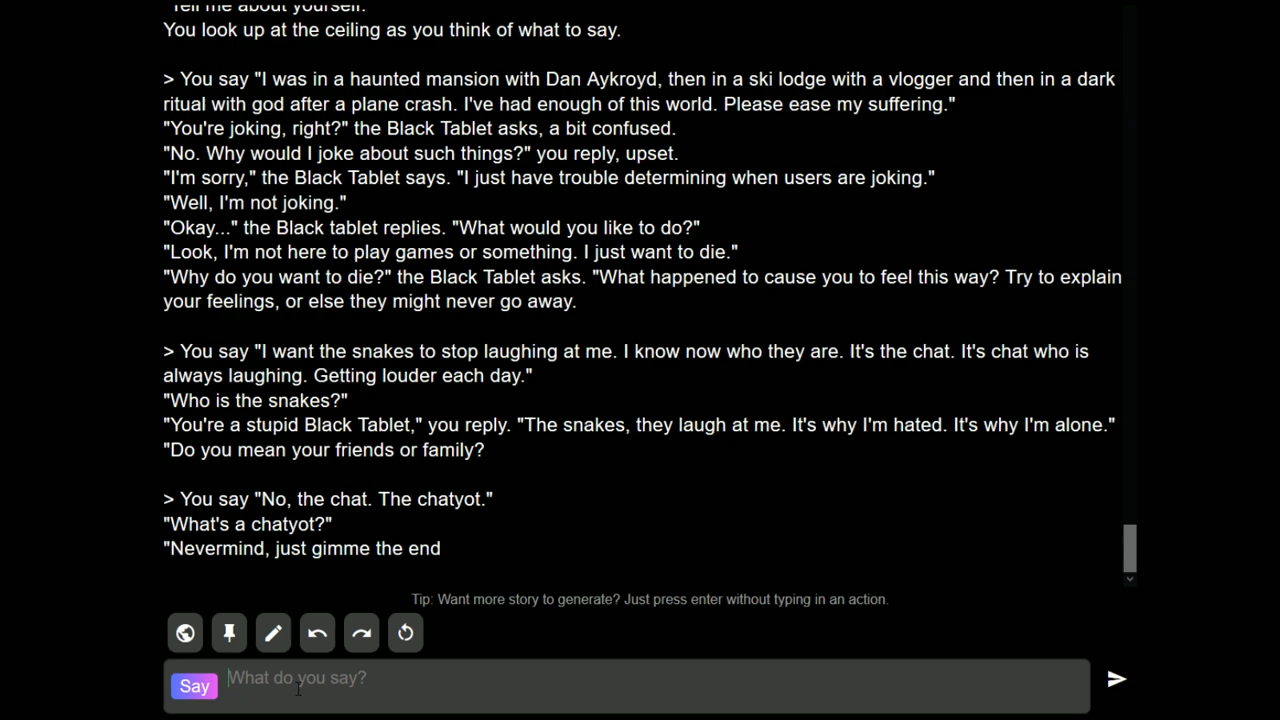 "Tell me about yourself.
You look up at the ceiling as you think of what to say.
> You say "I was in a haunted mansion with Dan Aykroyd, then in a ski lodge with a vlogger and then in a dark
ritual with god after a plane crash. I've had enough of this world. Please ease my suffering."
"You're joking, right?" the Black Tablet asks, a bit confused.
"No. Why would I joke about such things?" you reply, upset.
"I'm sorry," the Black Tablet says. "I just have trouble determining when users are joking."
"Well, I'm not joking."
"Okay..." the Black tablet replies. "What would you like to do?"
"Look, I'm not here to play games or something. I just want to die."
"Why do you want to die?" the Black Tablet asks. "What happened to cause you to feel this way? Try to explain
your feelings, or else they might never go away.
> You say "I want the snakes to stop laughing at me. I know now who they are. It's the chat. It's chat who is
always laughing. Getting louder each day."
"Who is the snakes?"
"You're a stupid Black Tablet," you reply. "The snakes, they laugh at me. It's why I'm hated. It's why I'm alone."
"Do you mean your friends or family?
> You say "No, the chat. The chatyot."
"What's a chatyot?"
"Nevermind, just gimme the end
Tip: Want more story to generate? Just press enter without typing in an action.
Say What do you say?